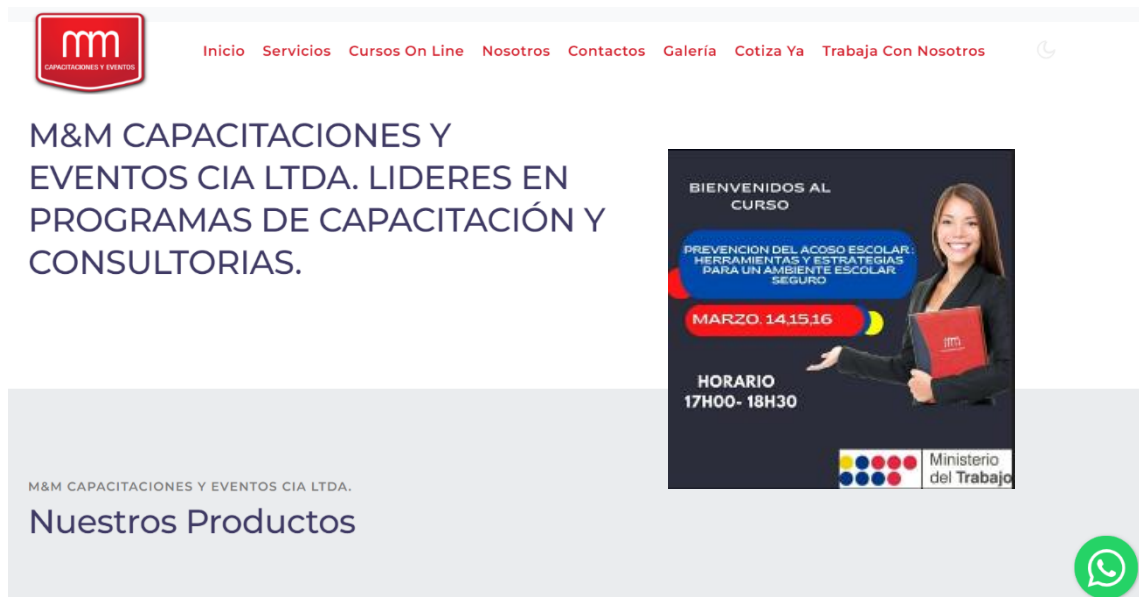 mm
CAPACITACIONES Y EVENTOS
Inicio Servicios Cursos On Line Nosotros Contactos Galería Cotiza Ya Trabaja Con Nosotros
M&M CAPACITACIONES Y
EVENTOS CIA LTDA. LIDERES EN
PROGRAMAS DE CAPACITACIÓN Y
CONSULTORIAS.
BIENVENIDOS AL
CURSO
PREVENCION DEL ACOSO ESCOLAR:
HERRAMIENTAS Y ESTRATEGIAS
PARA UN AMBIENTE ESCOLAR
SEGURO
MARZO. 14,15,16
mm
HORARIO
17H00- 18H30
Ministerio
del Trabajo
M&M CAPACITACIONES Y EVENTOS CIA LTDA.
Nuestros Productos